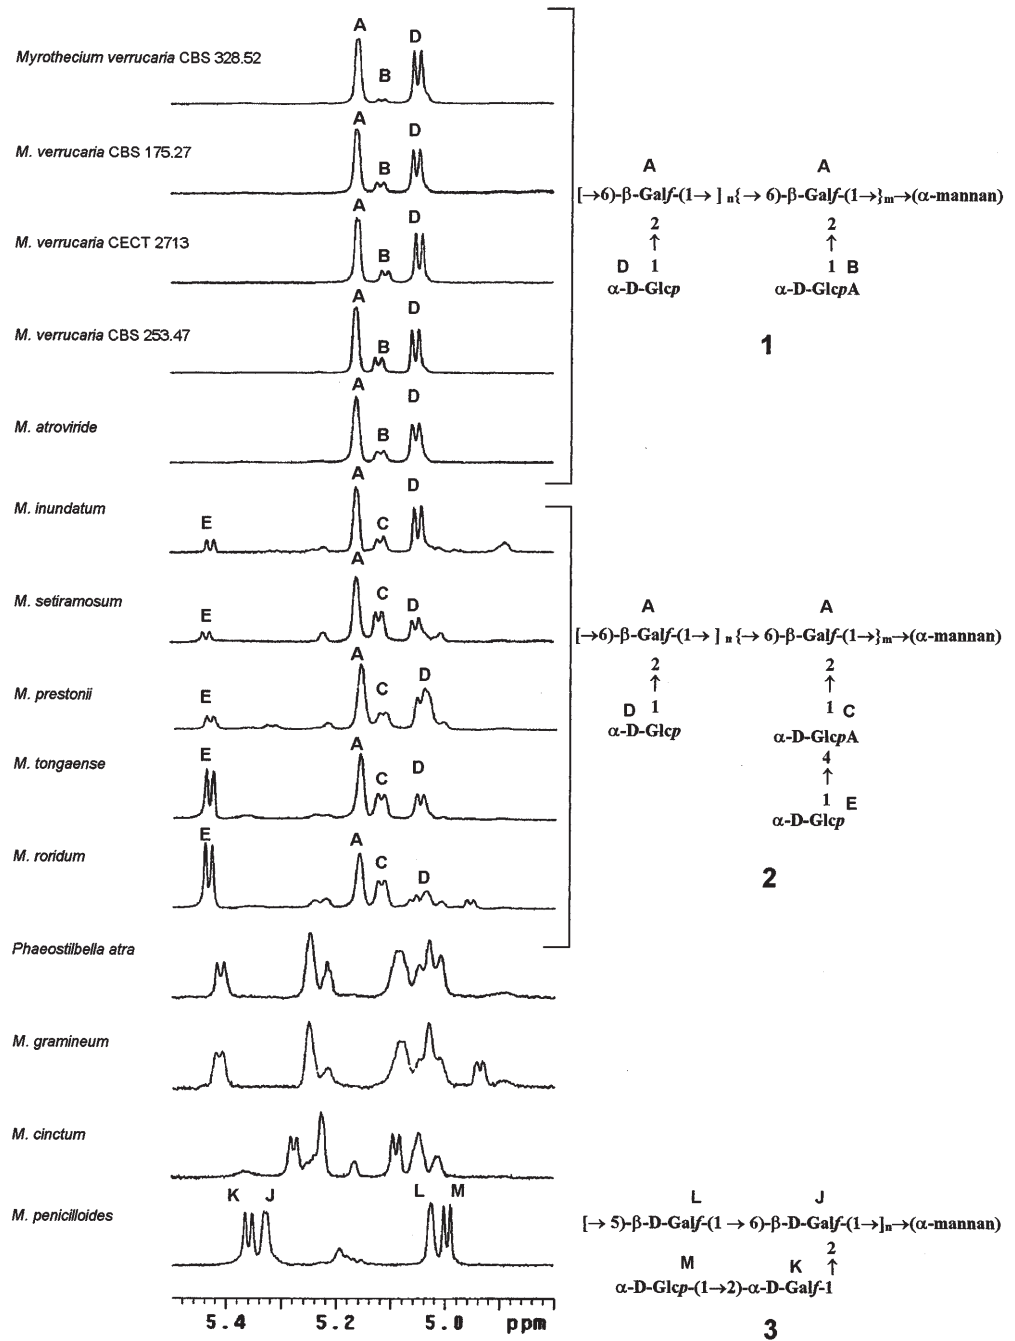 A
D
Myrothecium verrucaria CBS 328.52
B
A
D
M. verrucaria CBS 175.27
B
A
D
M. verrucaria CECT 2713
B
A
D
M. verrucaria CBS 253.47
B
A
D
M. atroviride
B
A
D
M. inundatum
E
C
A
M. setiramosum
E
C
D
A
M. prestonii
E
C
D
A
M. tongaense
E
C
D
E
A
M. roridum
C
D
Phaeostilbella atra
M. gramineum
M. cinctum
K J L M
M. penicilloides
5.4 5.2 5.0 ppm
A A
[→6)-β-Galf-(1→ ]n{→ 6)-β-Galf-(1→}m→(α-mannan)
2 2
↑ ↑
D 1 1 B
α-D-Glcp α-D-GlcpA
1
A A
[→6)-β-Galf-(1→ ]n{→ 6)-β-Galf-(1→}m→(α-mannan)
2 2
↑ ↑
D 1 1 C
α-D-Glcp α-D-GlcpA
4
↑
1 E
α-D-Glcp
2
L J
[→ 5)-β-D-Galf-(1 → 6)-β-D-Galf-(1→]n→(α-mannan)
2
M K ↑
α-D-Glcp-(1→2)-α-D-Galf-1
3